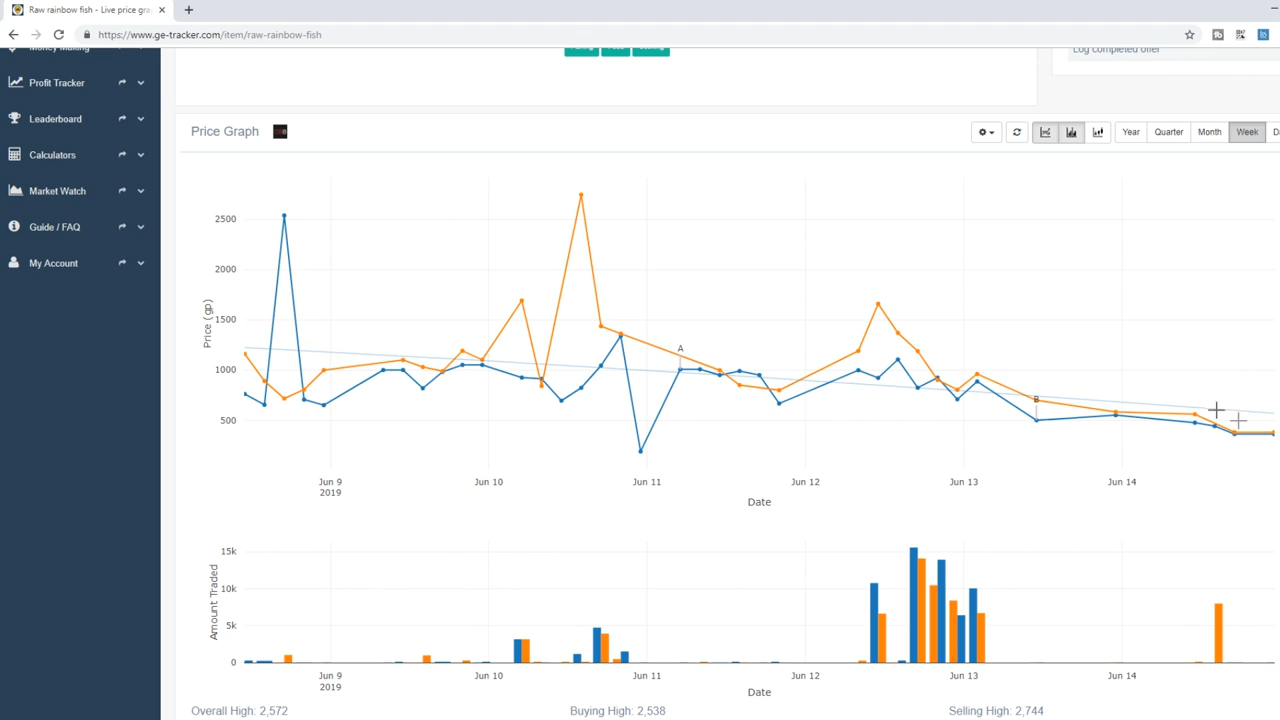 Raw rainbow fish - Live price gra
https://www.ge-tracker.com/item/raw-rainbow-fish
Money Making
Log completed offer
Profit Tracker
Leaderboard
Calculators
Market Watch
Guide / FAQ
My Account
Price Graph
Year Quarter Month Week Da
2500
2000
1500
1000
500
Price (gp)
A
B
Jun 9
2019
Jun 10
Jun 11
Jun 12
Jun 13
Jun 14
Date
15k
10k
5k
0
Amount Traded
Jun 9
2019
Jun 10
Jun 11
Jun 12
Jun 13
Jun 14
Date
Overall High: 2,572
Buying High: 2,538
Selling High: 2,744